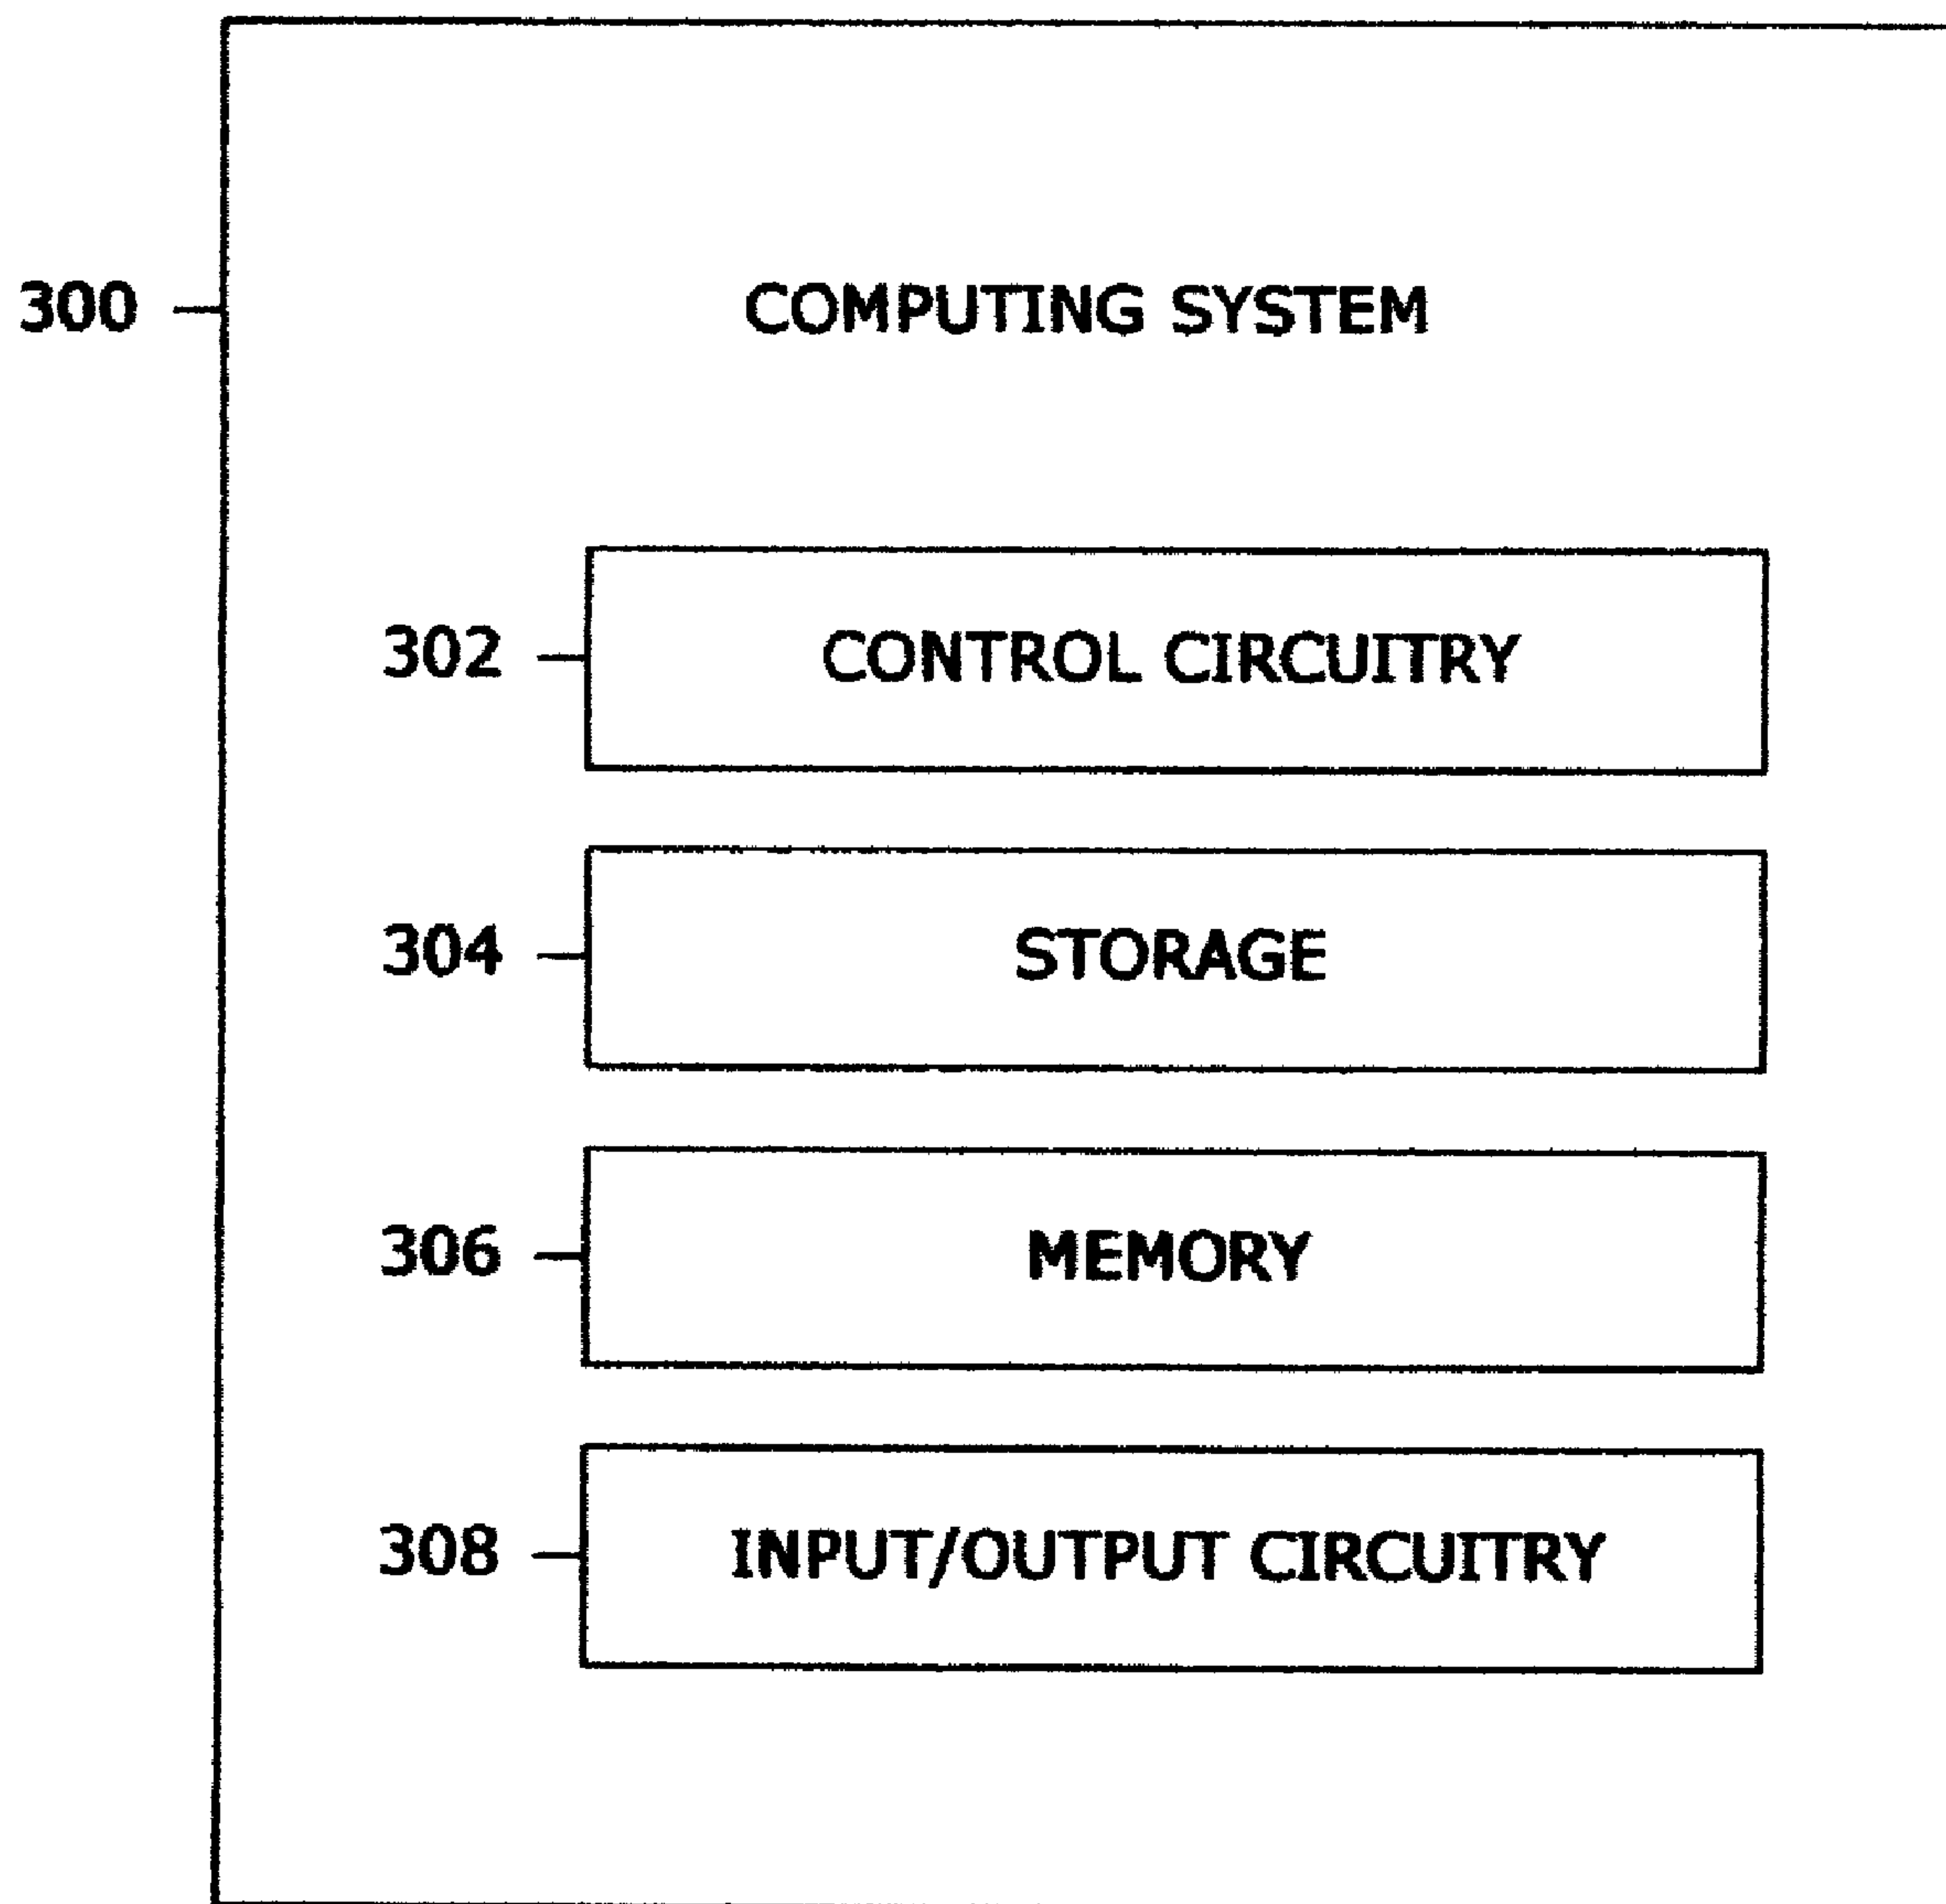 300 COMPUTING SYSTEM
302 CONTROL CIRCUITRY
304 STORAGE
306 MEMORY
308 INPUT/OUTPUT CIRCUITRY